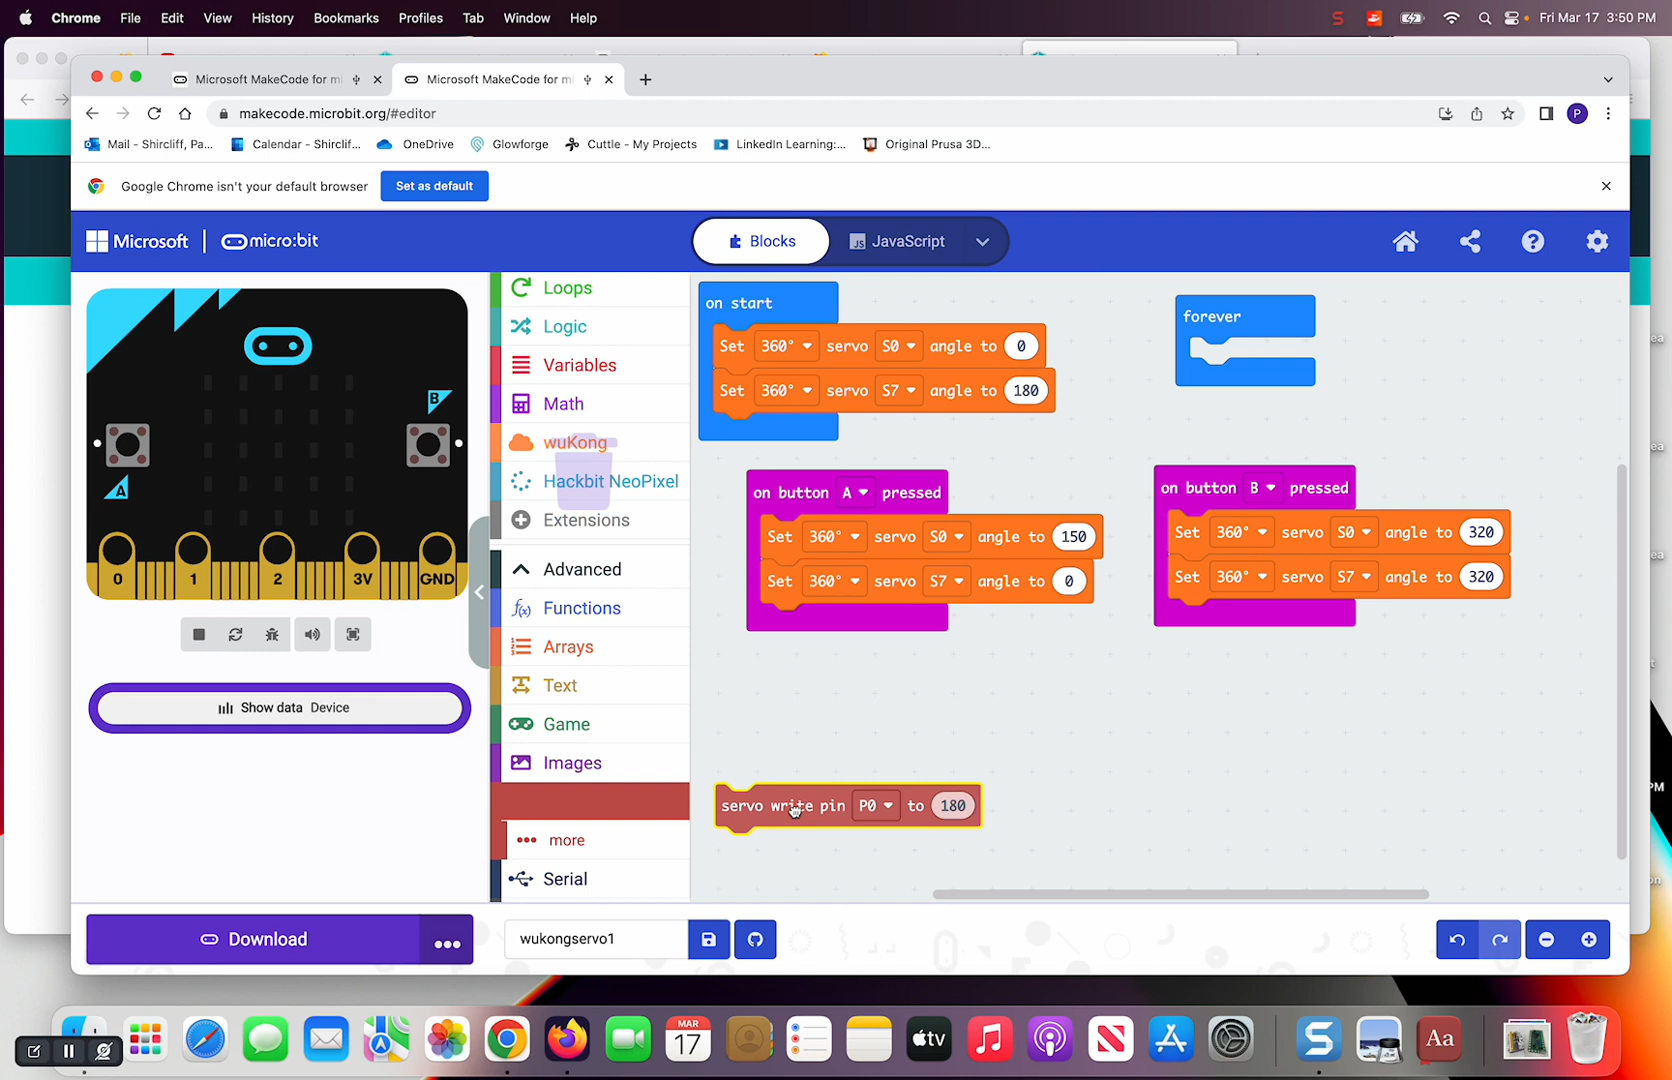 Chrome File Edit View History Bookmarks Profiles Tab Window Help
Fri Mar 17 3:50 PM
Microsoft MakeCode for mi
Microsoft MakeCode for mi
makecode.microbit.org/#editor
P
Mail - Shircliff, Pa...
Calendar - Shirclif...
OneDrive
Glowforge
Cuttle - My Projects
LinkedIn Learning:...
Original Prusa 3D...
Google Chrome isn't your default browser
Set as default
Microsoft
micro:bit
Blocks
JS JavaScript
Loops
Logic
Variables
Math
wuKong
Hackbit NeoPixel
Extensions
Advanced
Functions
Arrays
Text
Game
Images
more
Serial
A
B
0 1 2 3V GND
Show data Device
on start
Set 360° servo S0 angle to 0
Set 360° servo S7 angle to 180
forever
on button A pressed
Set 360° servo S0 angle to 150
Set 360° servo S7 angle to 0
on button B pressed
Set 360° servo S0 angle to 320
Set 360° servo S7 angle to 320
servo write pin P0 to 180
Download
wukongservo1
MAR
17
tv
Aa